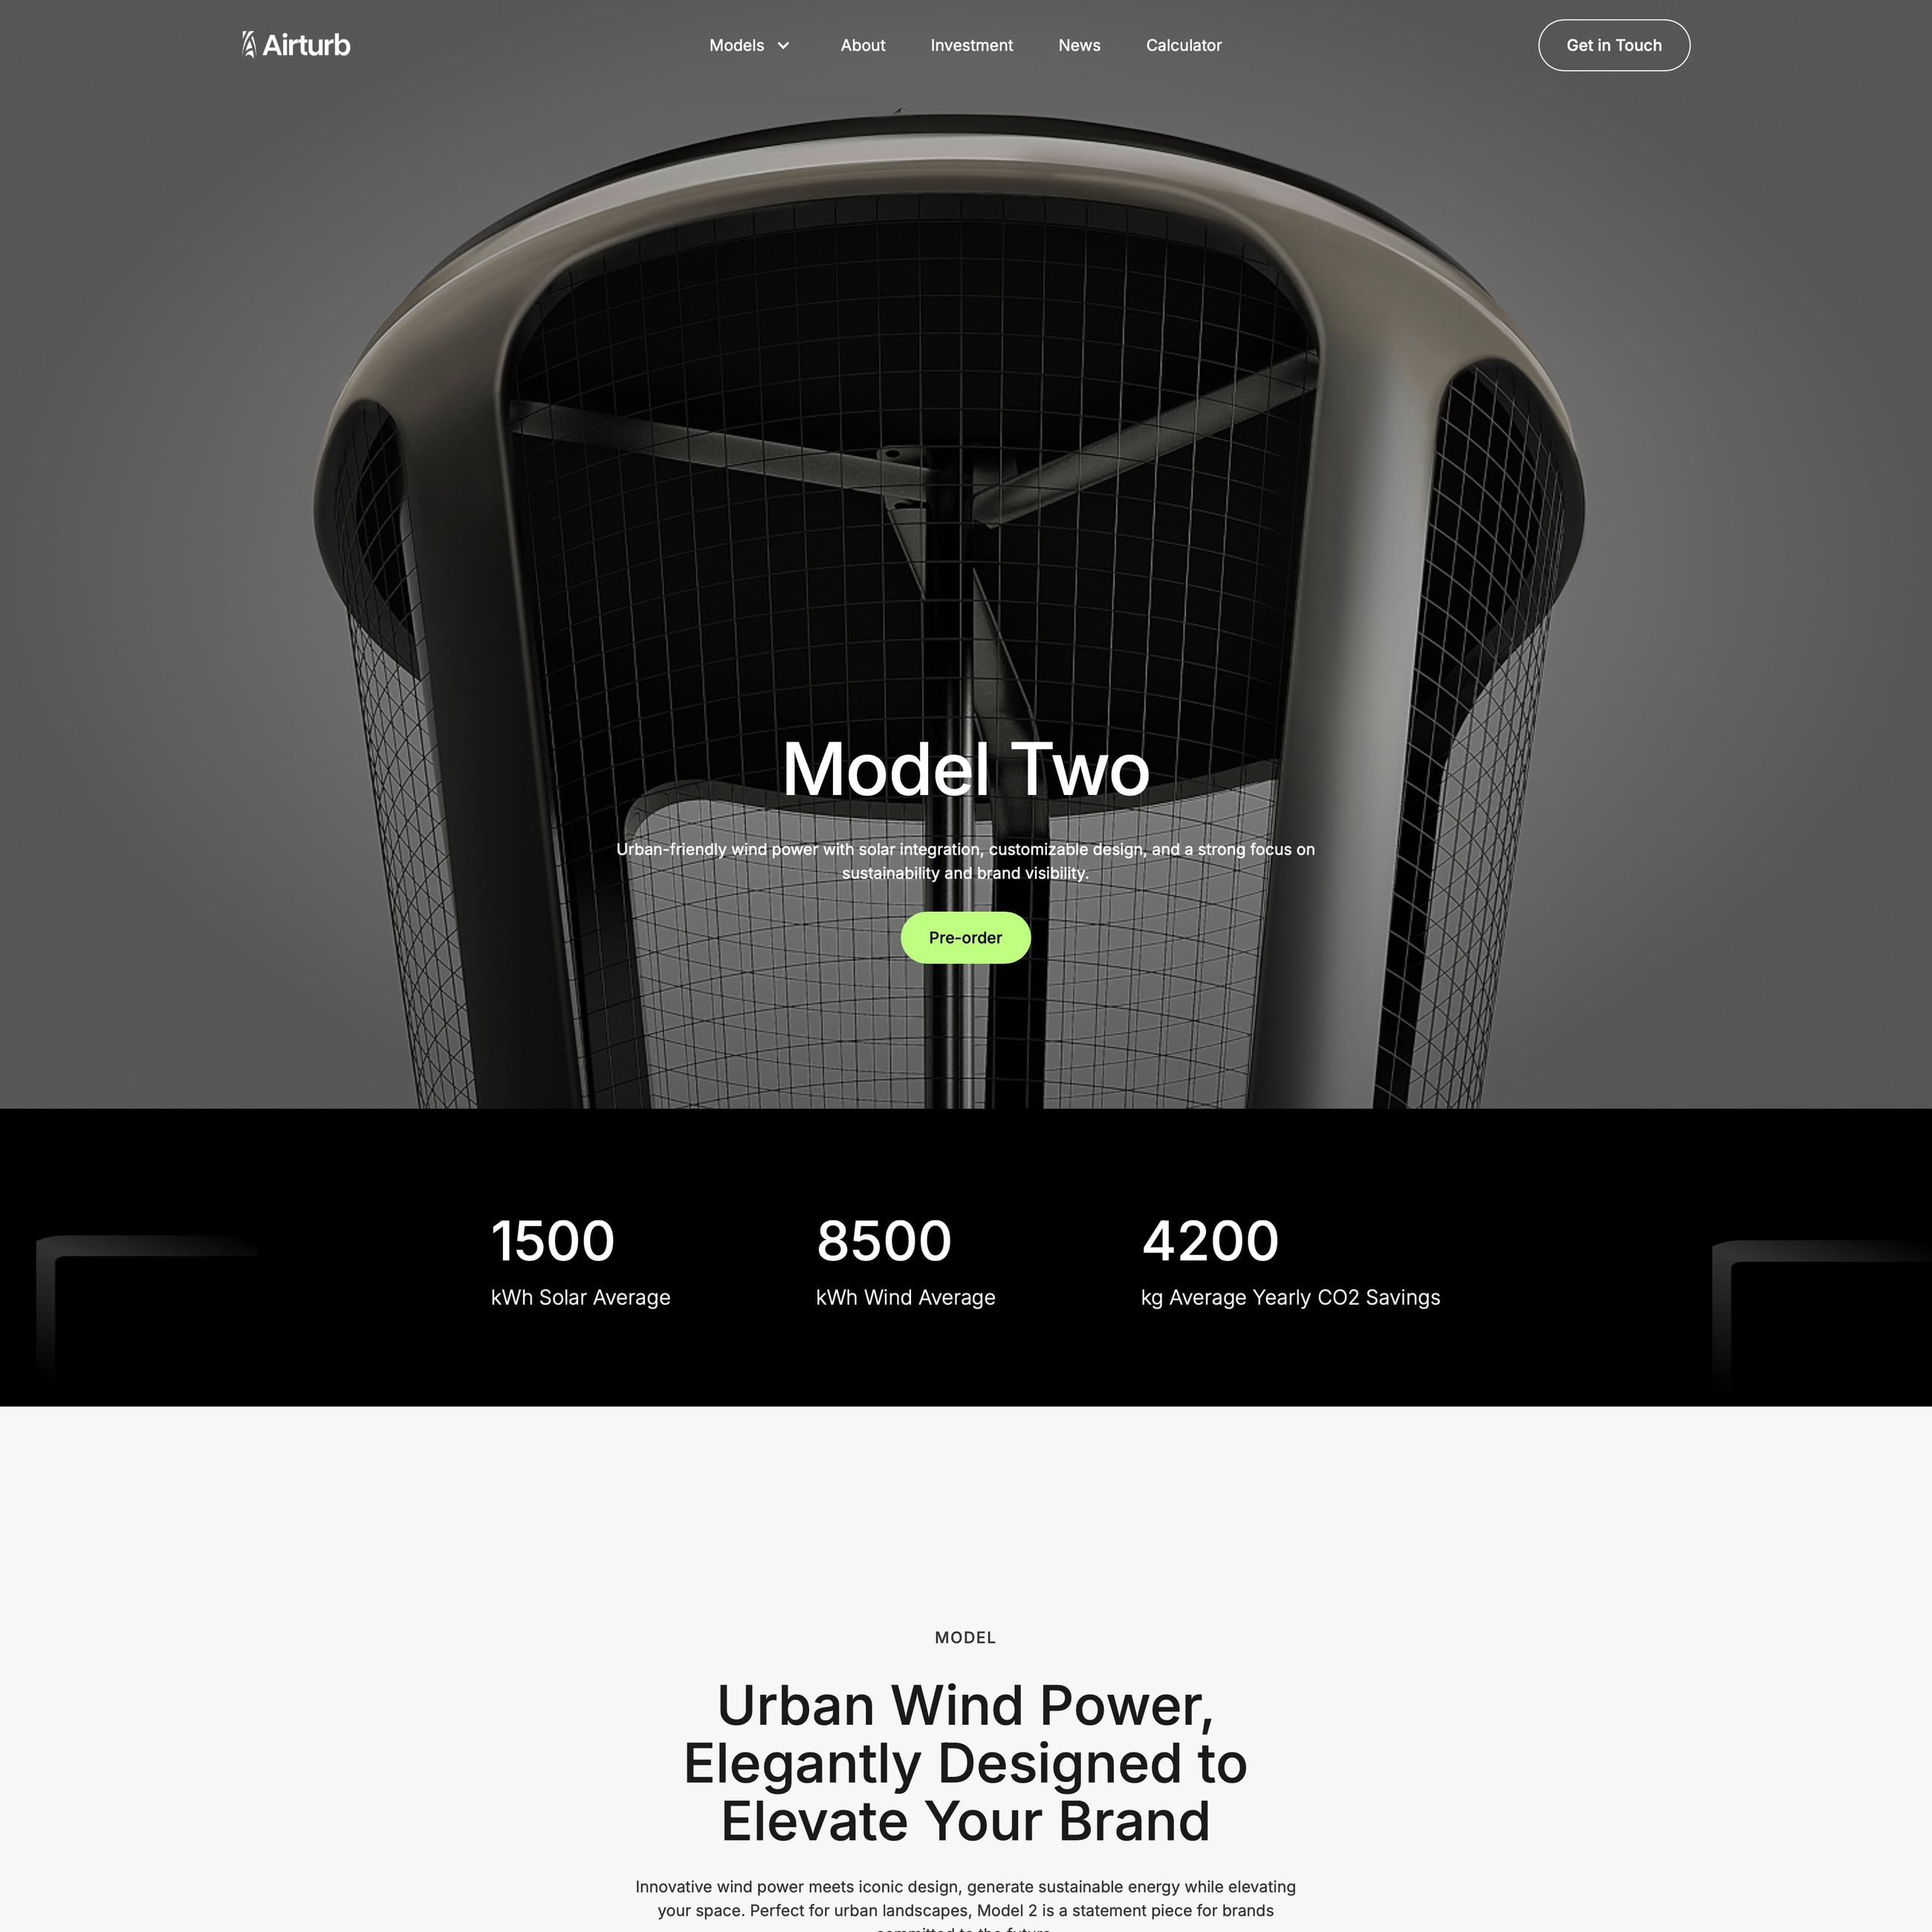 Airturb
Models
About
Investment
News
Calculator
Get in Touch
Model Two
Urban-friendly wind power with solar integration, customizable design, and a strong focus on
sustainability and brand visibility.
Pre-order
1500
kWh Solar Average
8500
kWh Wind Average
4200
kg Average Yearly CO2 Savings
MODEL
Urban Wind Power,
Elegantly Designed to
Elevate Your Brand
Innovative wind power meets iconic design, generate sustainable energy while elevating
your space. Perfect for urban landscapes, Model 2 is a statement piece for brands
committed to the future